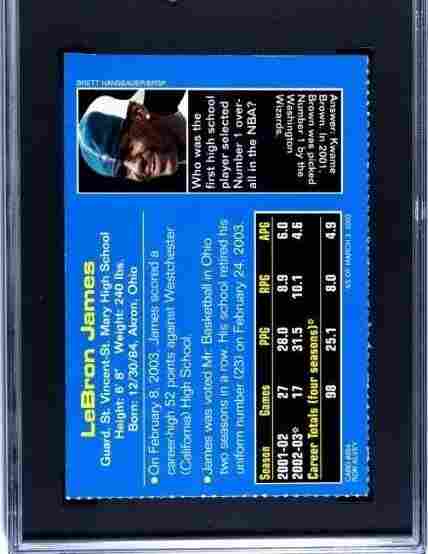 LeBron James
Guard, St. Vincent-St. Mary High School
Height: 6' 8" Weight: 240 lbs.
Born: 12/30/84, Akron, Ohio
• On February 8, 2003, James scored a
career-high 52 points against Westchester
(California) High School.
• James was voted Mr. Basketball in Ohio
two seasons in a row. His school retired his
uniform number (23) on February 24, 2003.
Season Games PPG RPG APG
2001-02 27 28.0 8.9 6.0
2002-03° 17 31.5 10.1 4.6
Career Totals (four seasons)°
98 25.1 8.0 4.9
AS OF MARCH 3, 2003
BRETT HANSBAUER/WPSP
Who was the
first high school
player selected
Number 1 over-
all in the NBA?
Answer: Kwame
Brown. In 2001,
Brown was picked
Number 1 by the
Washington
Wizards.